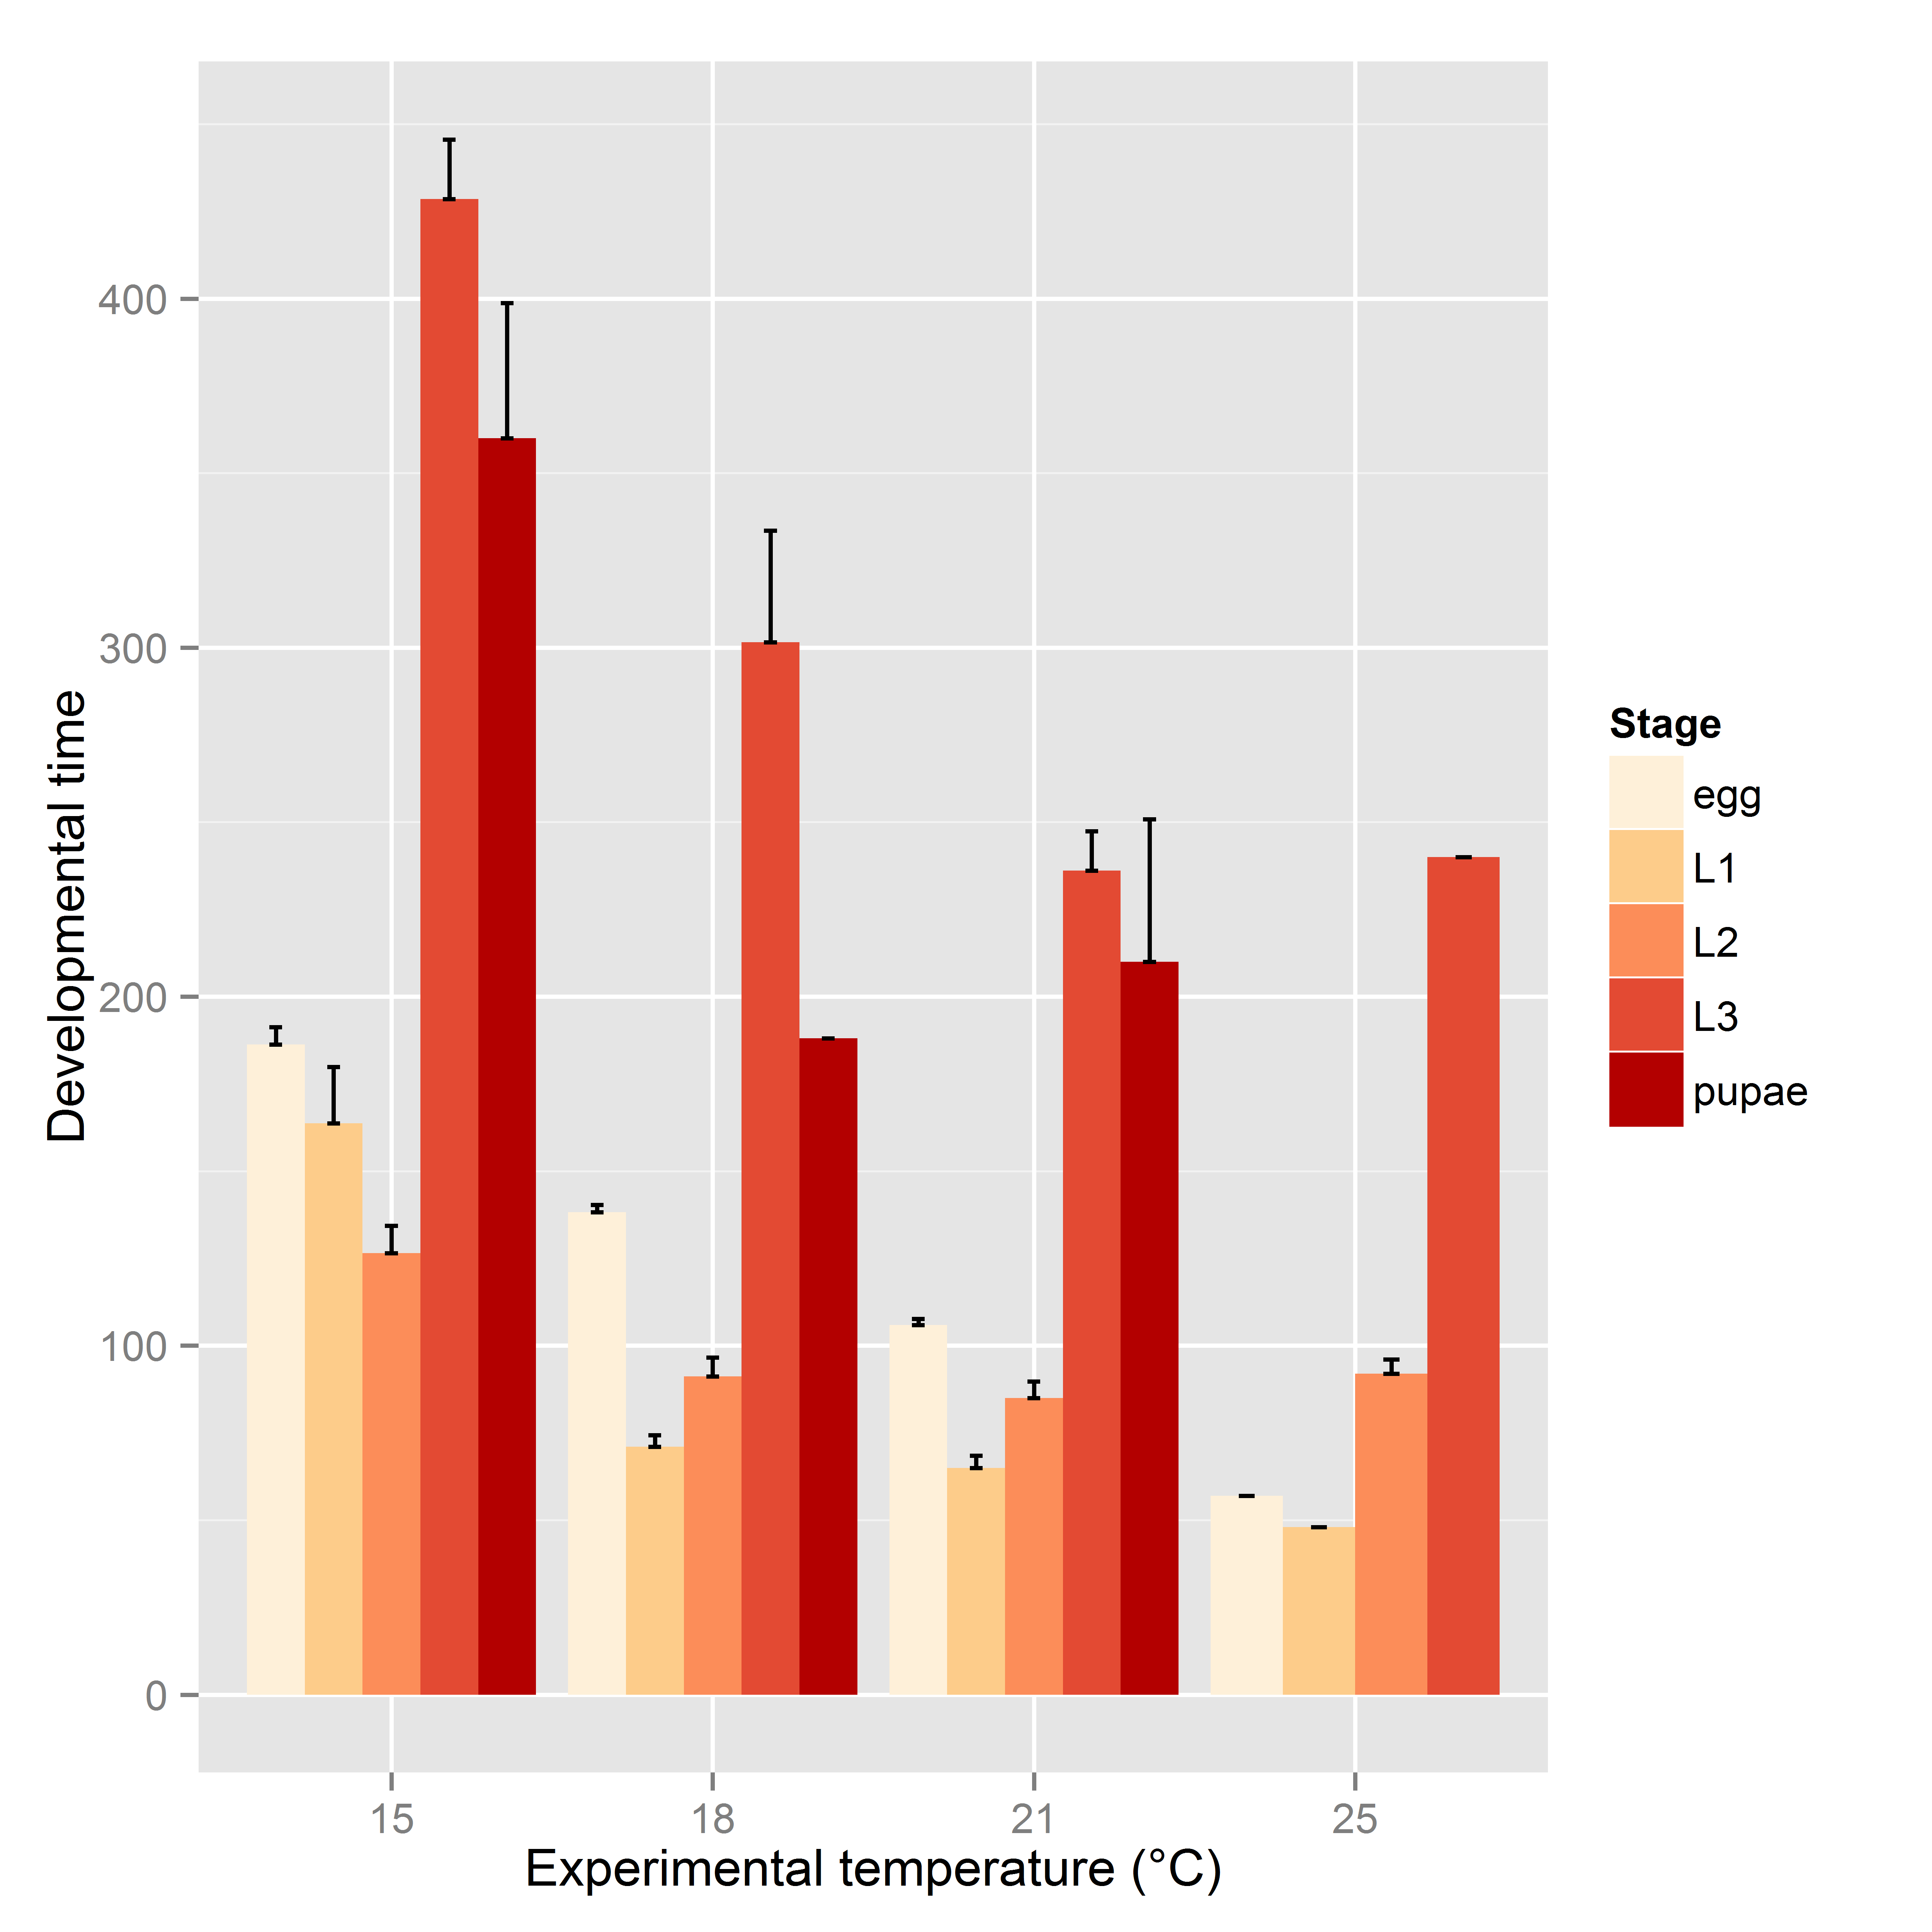 Developmental time
400
300
200
100
0
15 18 21 25
Experimental temperature (°C)
Stage
egg
L1
L2
L3
pupae